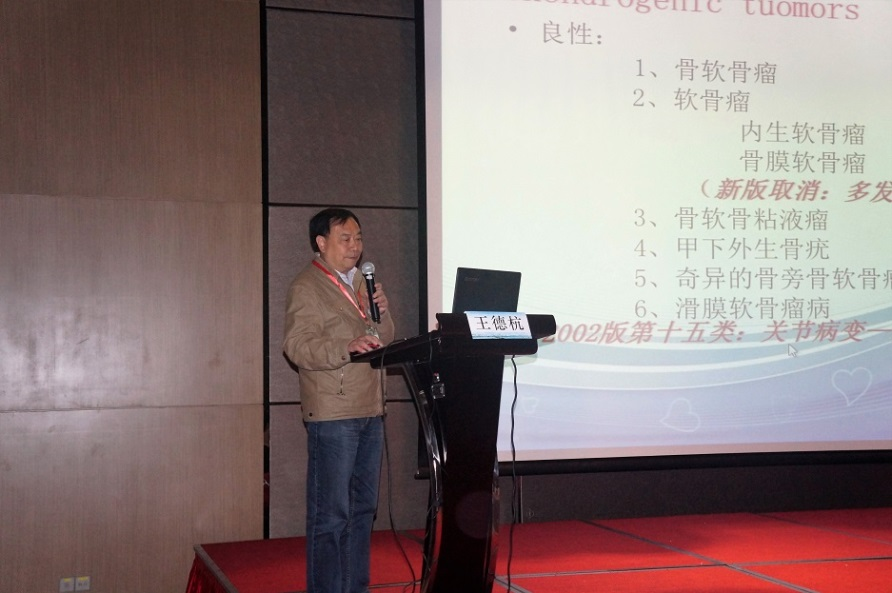 tuomors
• 良性：
1、骨软骨瘤
2、软骨瘤
内生软骨瘤
骨膜软骨瘤
（新版取消：多发
3、骨软骨粘液瘤
4、甲下外生骨疣
5、奇异的骨旁骨软骨瘤
6、滑膜软骨瘤病
2002版第十五类：关节病变一
王德杭